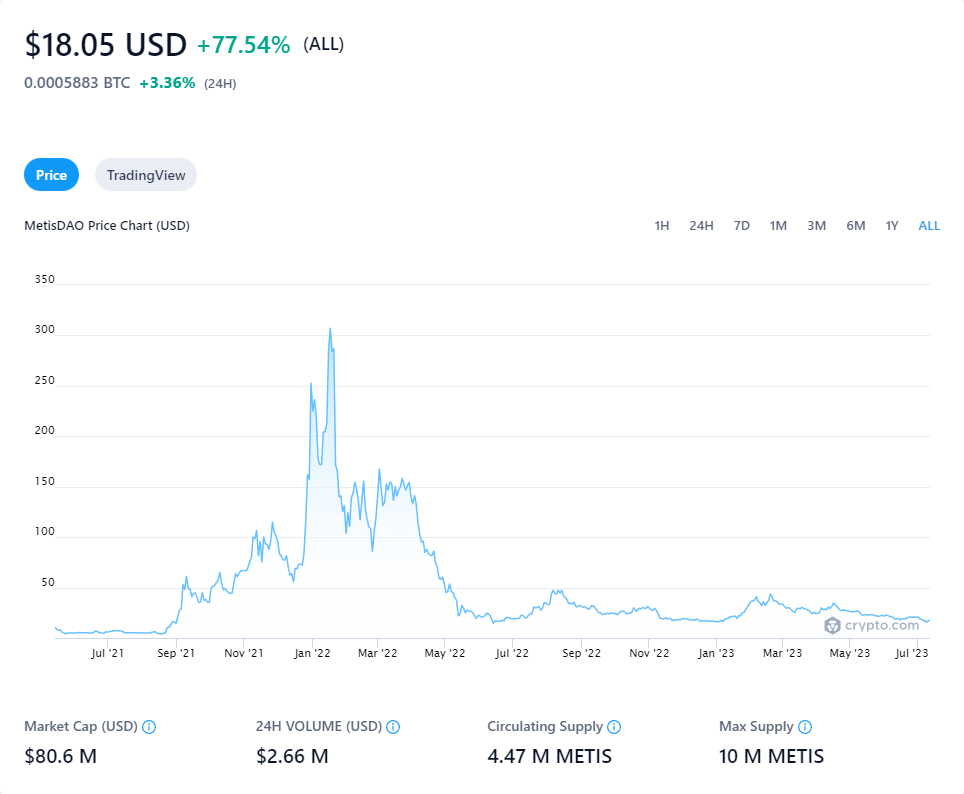 $18.05 USD +77.54% (ALL)
0.0005883 BTC +3.36% (24H)
Price TradingView
MetisDAO Price Chart (USD) 1H 24H 7D 1M 3M 6M 1Y ALL
350
300
250
200
150
100
50
crypto.com
Jul '21 Sep '21 Nov '21 Jan '22 Mar '22 May '22 Jul '22 Sep '22 Nov '22 Jan '23 Mar '23 May '23 Jul '23
Market Cap (USD) 24H VOLUME (USD) Circulating Supply Max Supply
$80.6 M $2.66 M 4.47 M METIS 10 M METIS